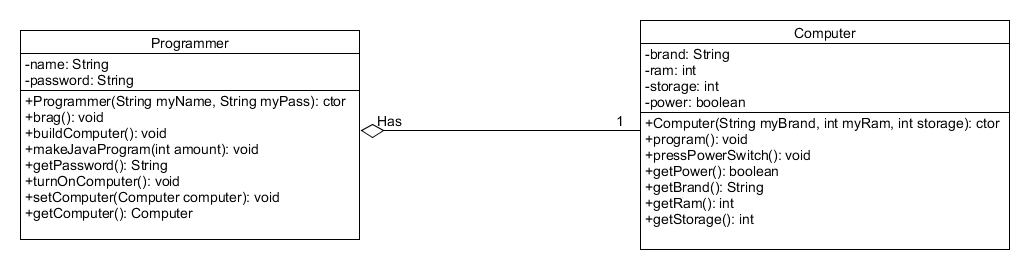 Programmer
-name: String
-password: String
+Programmer(String myName, String myPass): ctor
+brag(): void
+buildComputer(): void
+makeJavaProgram(int amount): void
+getPassword(): String
+turnOnComputer(): void
+setComputer(Computer computer): void
+getComputer(): Computer
Has
1
Computer
-brand: String
-ram: int
-storage: int
-power: boolean
+Computer(String myBrand, int myRam, int storage): ctor
+program(): void
+pressPowerSwitch(): void
+getPower(): boolean
+getBrand(): String
+getRam(): int
+getStorage(): int